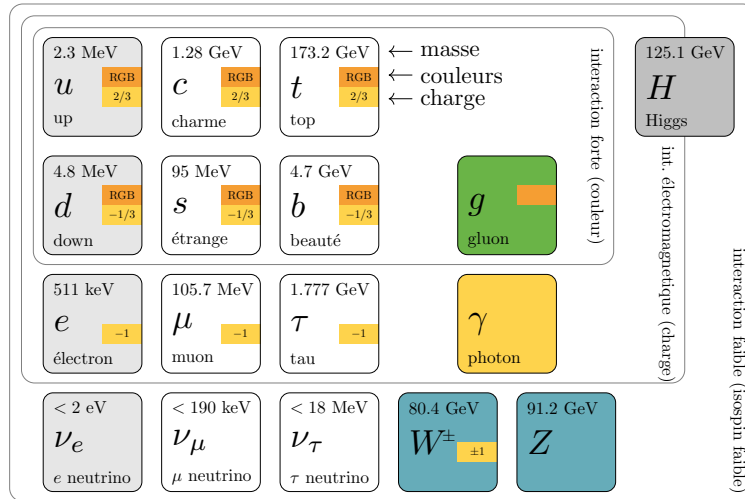 2.3 MeV
RGB
u
2/3
up
1.28 GeV
RGB
c
2/3
charme
173.2 GeV
RGB
t
2/3
top
← masse
← couleurs
← charge
interaction forte (couleur)
125.1 GeV
H
Higgs
4.8 MeV
RGB
d
−1/3
down
95 MeV
RGB
s
−1/3
étrange
4.7 GeV
RGB
b
−1/3
beauté
g
gluon
int. électromagnetique (charge)
511 keV
e
−1
électron
105.7 MeV
μ
−1
muon
1.777 GeV
τ
−1
tau
γ
photon
interaction faible (isospin faible)
< 2 eV
νe
e neutrino
< 190 keV
νμ
μ neutrino
< 18 MeV
ντ
τ neutrino
80.4 GeV
W±
±1
91.2 GeV
Z